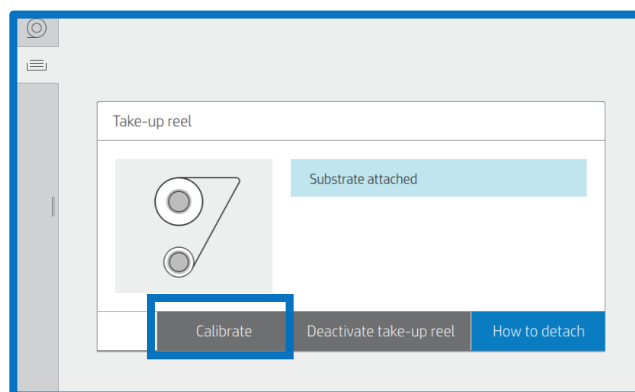 Take-up reel
Substrate attached
Calibrate
Deactivate take-up reel
How to detach